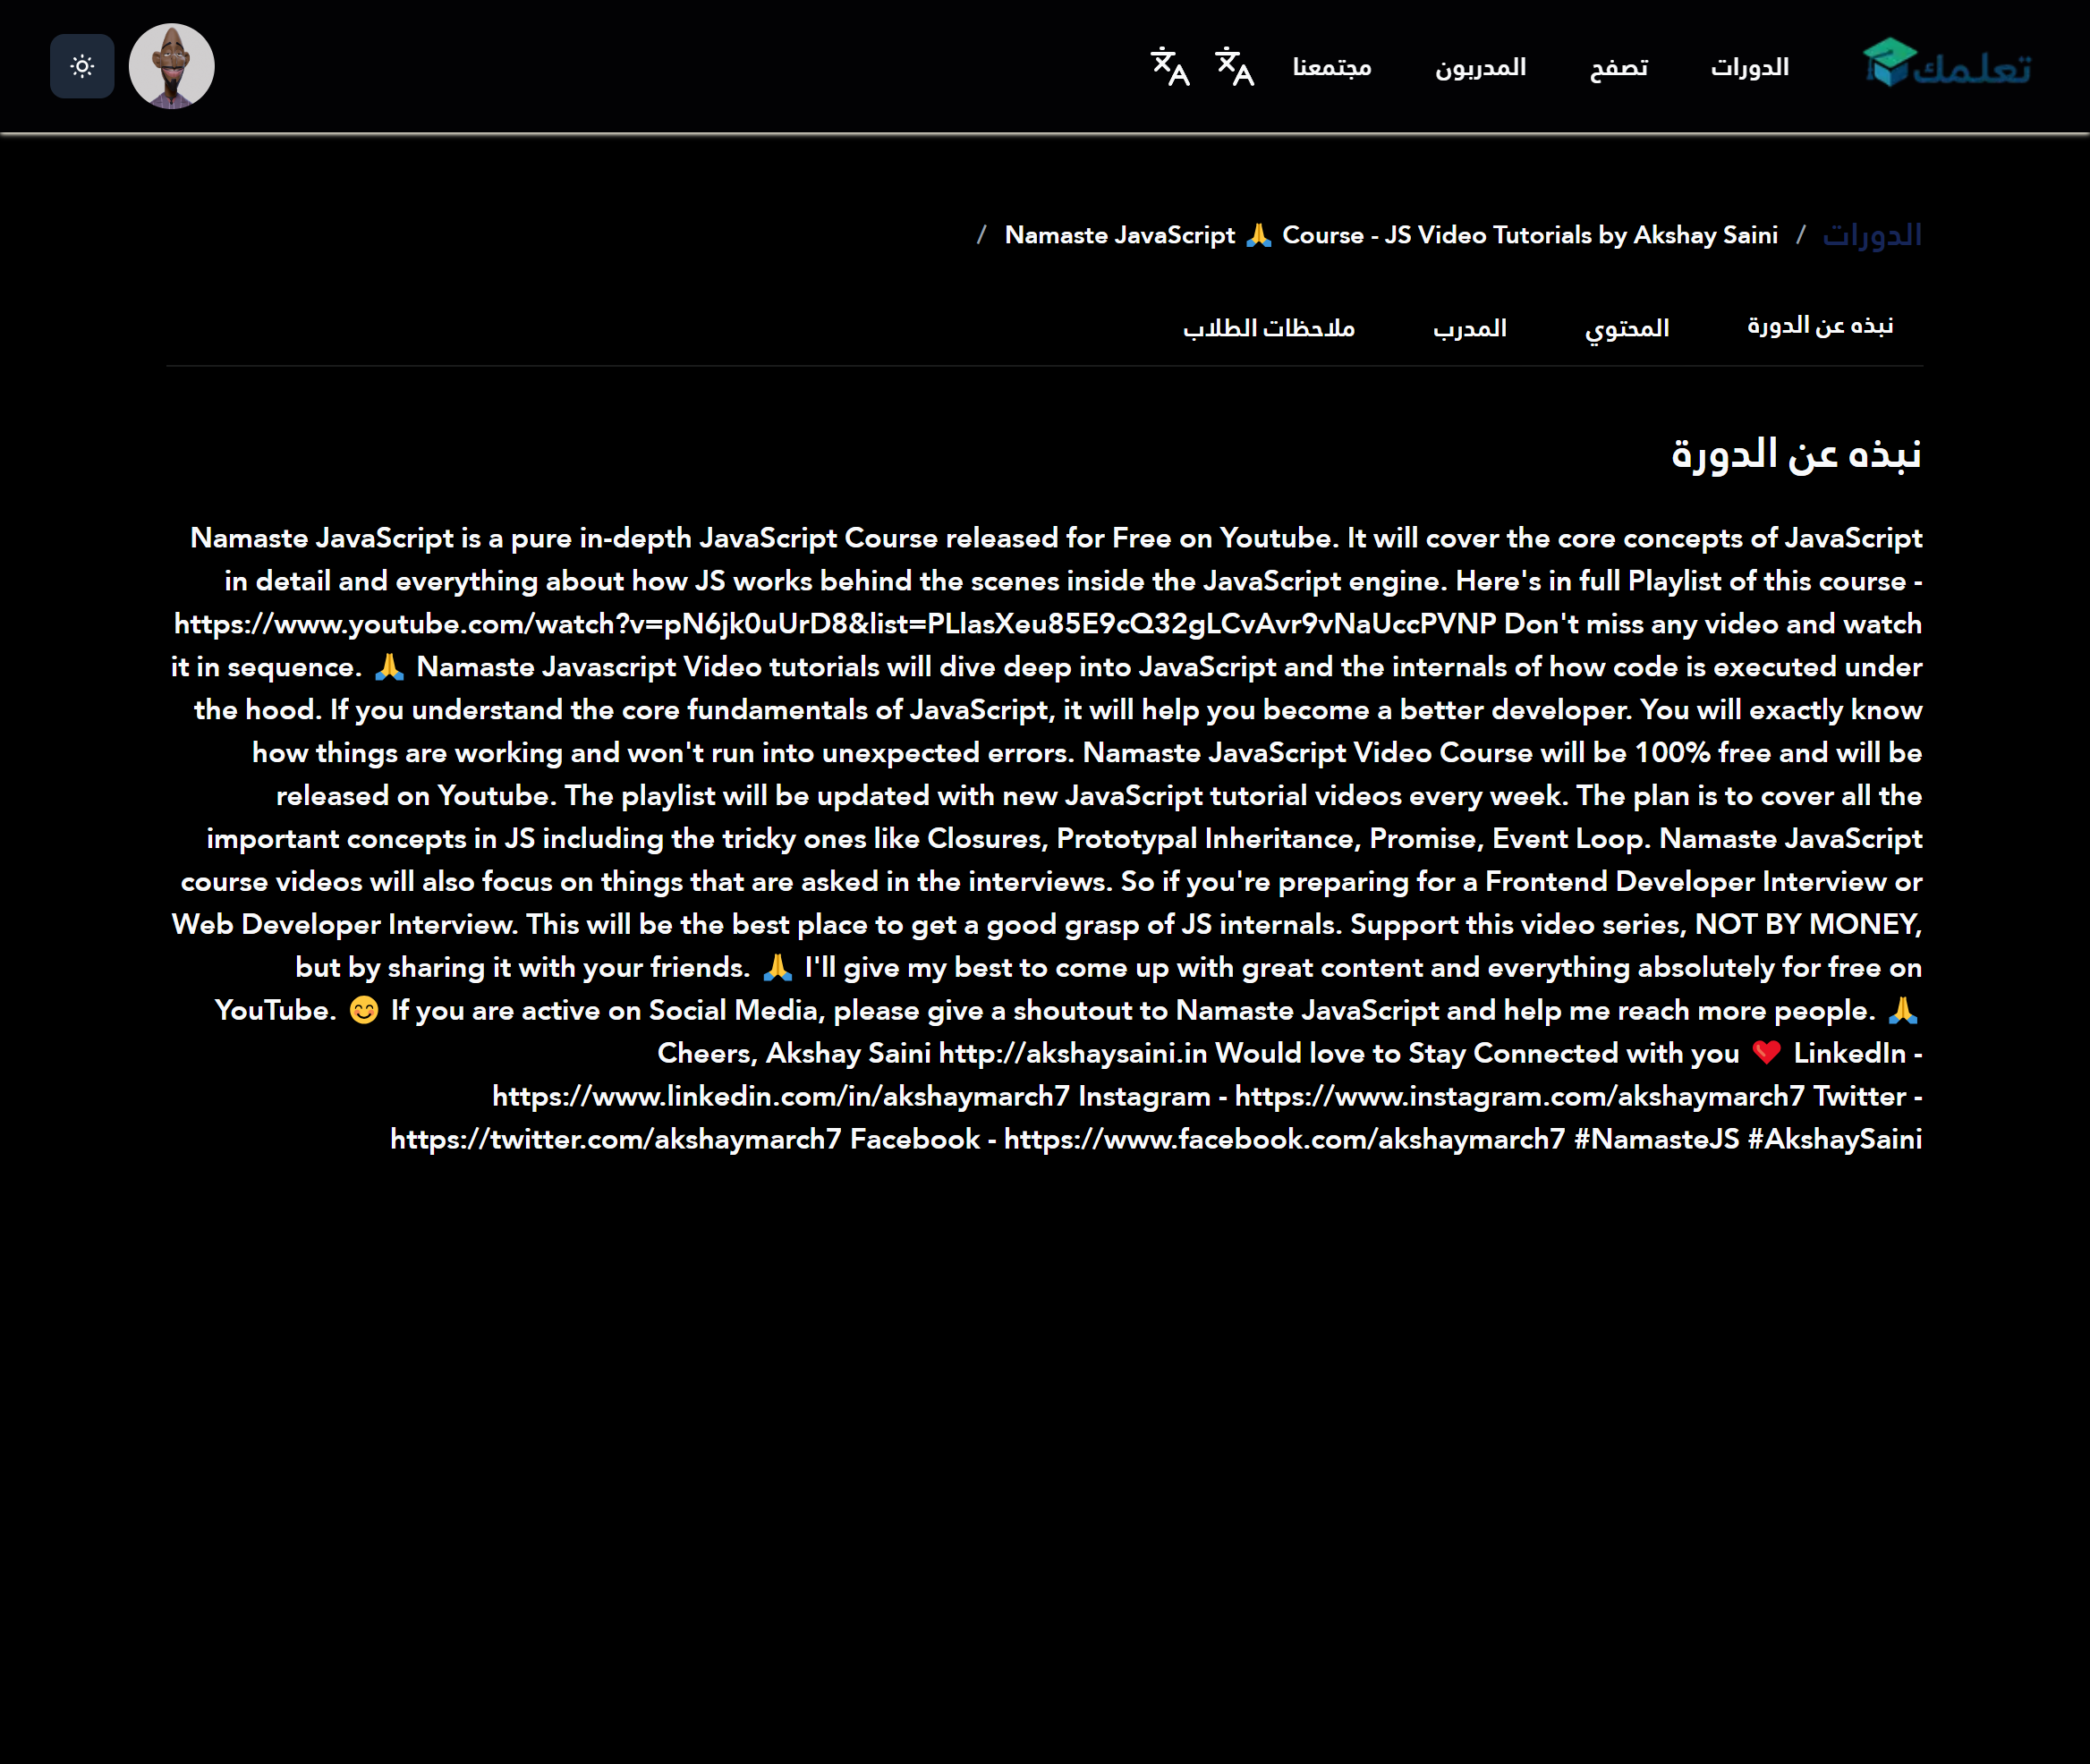 تعلمك
الدورات
تصفح
المدربون
مجتمعنا
الدورات / Namaste JavaScript 🙏 Course - JS Video Tutorials by Akshay Saini /
نبذه عن الدورة
المحتوي
المدرب
ملاحظات الطلاب
نبذه عن الدورة
Namaste JavaScript is a pure in-depth JavaScript Course released for Free on Youtube. It will cover the core concepts of JavaScript
in detail and everything about how JS works behind the scenes inside the JavaScript engine. Here's in full Playlist of this course -
https://www.youtube.com/watch?v=pN6jk0uUrD8&list=PLlasXeu85E9cQ32gLCvAvr9vNaUccPVNP Don't miss any video and watch
it in sequence. 🙏 Namaste Javascript Video tutorials will dive deep into JavaScript and the internals of how code is executed under
the hood. If you understand the core fundamentals of JavaScript, it will help you become a better developer. You will exactly know
how things are working and won't run into unexpected errors. Namaste JavaScript Video Course will be 100% free and will be
released on Youtube. The playlist will be updated with new JavaScript tutorial videos every week. The plan is to cover all the
important concepts in JS including the tricky ones like Closures, Prototypal Inheritance, Promise, Event Loop. Namaste JavaScript
course videos will also focus on things that are asked in the interviews. So if you're preparing for a Frontend Developer Interview or
Web Developer Interview. This will be the best place to get a good grasp of JS internals. Support this video series, NOT BY MONEY,
but by sharing it with your friends. 🙏 I'll give my best to come up with great content and everything absolutely for free on
YouTube. 😊 If you are active on Social Media, please give a shoutout to Namaste JavaScript and help me reach more people. 🙏
Cheers, Akshay Saini http://akshaysaini.in Would love to Stay Connected with you ❤️ LinkedIn -
https://www.linkedin.com/in/akshaymarch7 Instagram - https://www.instagram.com/akshaymarch7 Twitter -
https://twitter.com/akshaymarch7 Facebook - https://www.facebook.com/akshaymarch7 #NamasteJS #AkshaySaini